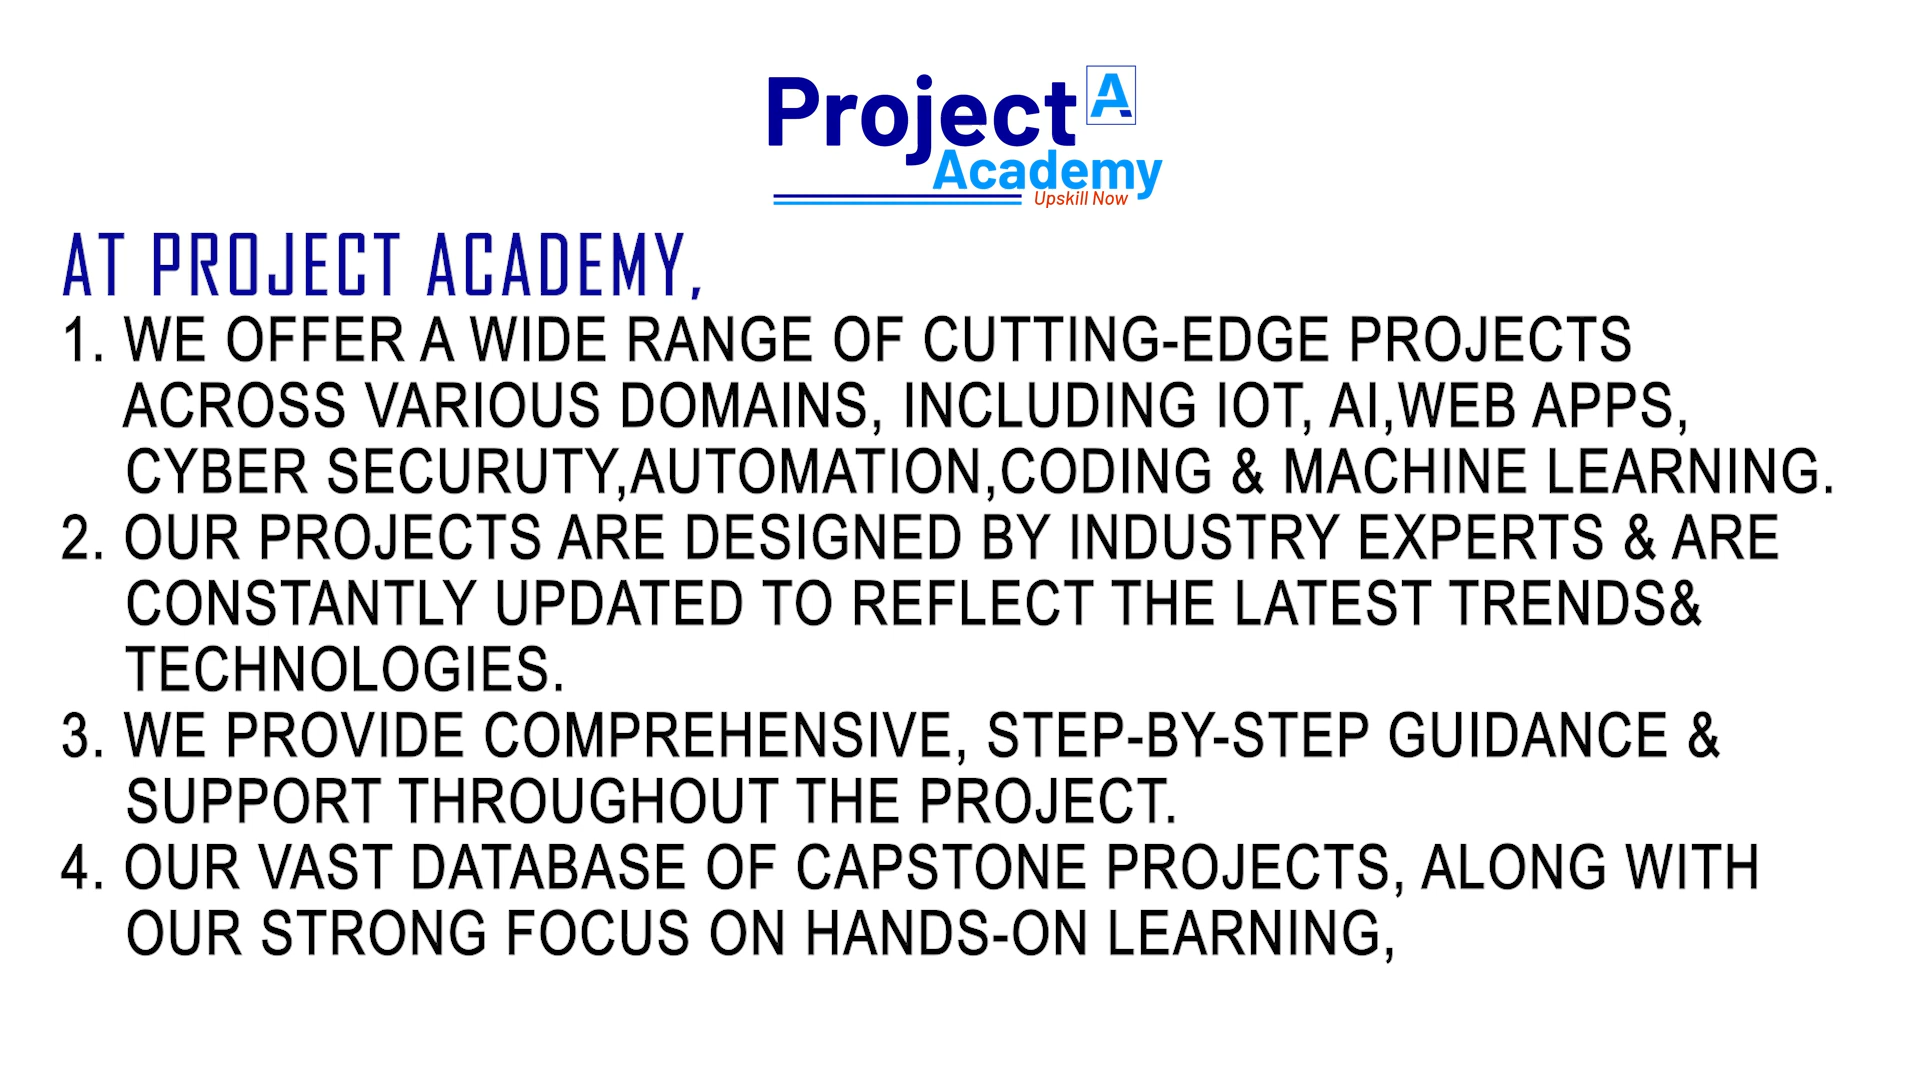 Project A
Academy
Upskill Now
AT PROJECT ACADEMY,
1. WE OFFER A WIDE RANGE OF CUTTING-EDGE PROJECTS
ACROSS VARIOUS DOMAINS, INCLUDING IOT, AI,WEB APPS,
CYBER SECURUTY,AUTOMATION,CODING & MACHINE LEARNING.
2. OUR PROJECTS ARE DESIGNED BY INDUSTRY EXPERTS & ARE
CONSTANTLY UPDATED TO REFLECT THE LATEST TRENDS&
TECHNOLOGIES.
3. WE PROVIDE COMPREHENSIVE, STEP-BY-STEP GUIDANCE &
SUPPORT THROUGHOUT THE PROJECT.
4. OUR VAST DATABASE OF CAPSTONE PROJECTS, ALONG WITH
OUR STRONG FOCUS ON HANDS-ON LEARNING,